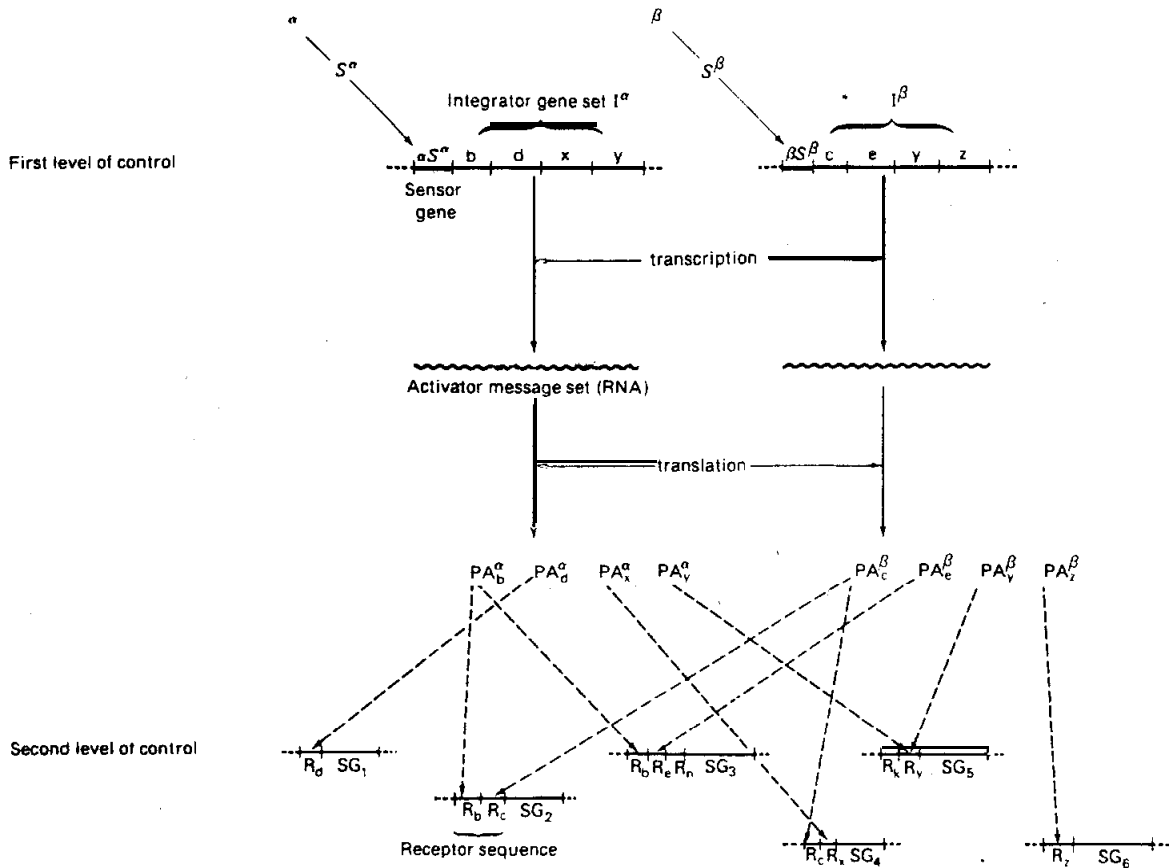 α β
S^α S^β
Integrator gene set I^α I^β
First level of control
αS^α b d x y βS^β c e y z
Sensor
gene
transcription
Activator message set (RNA)
translation
PA_b^α PA_d^α PA_x^α PA_y^α PA_c^β PA_e^β PA_y^β PA_z^β
Second level of control
R_d SG_1 R_b R_e R_n SG_3 R_k R_y SG_5
R_b R_c SG_2
Receptor sequence
R_c R_x SG_4 R_z SG_6